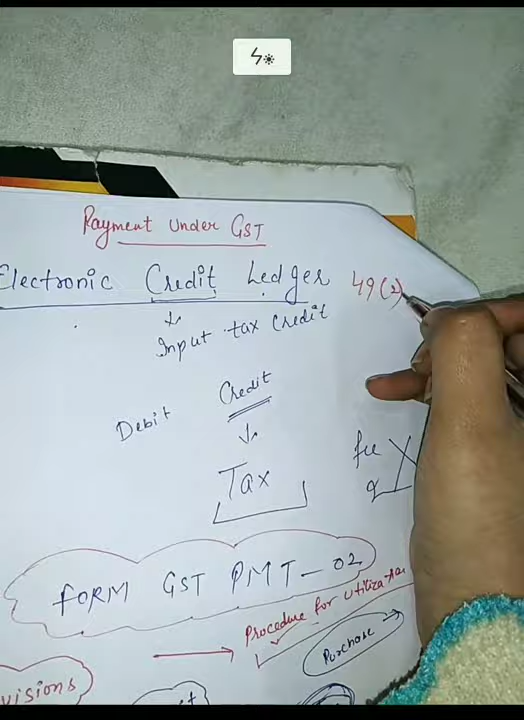 Payment Under GST
Electronic Credit Ledger 49(2)
Input tax credit
Debit Credit
Tax
fee
FORM GST PMT-02
Procedure for Utilization
Purchase
visions